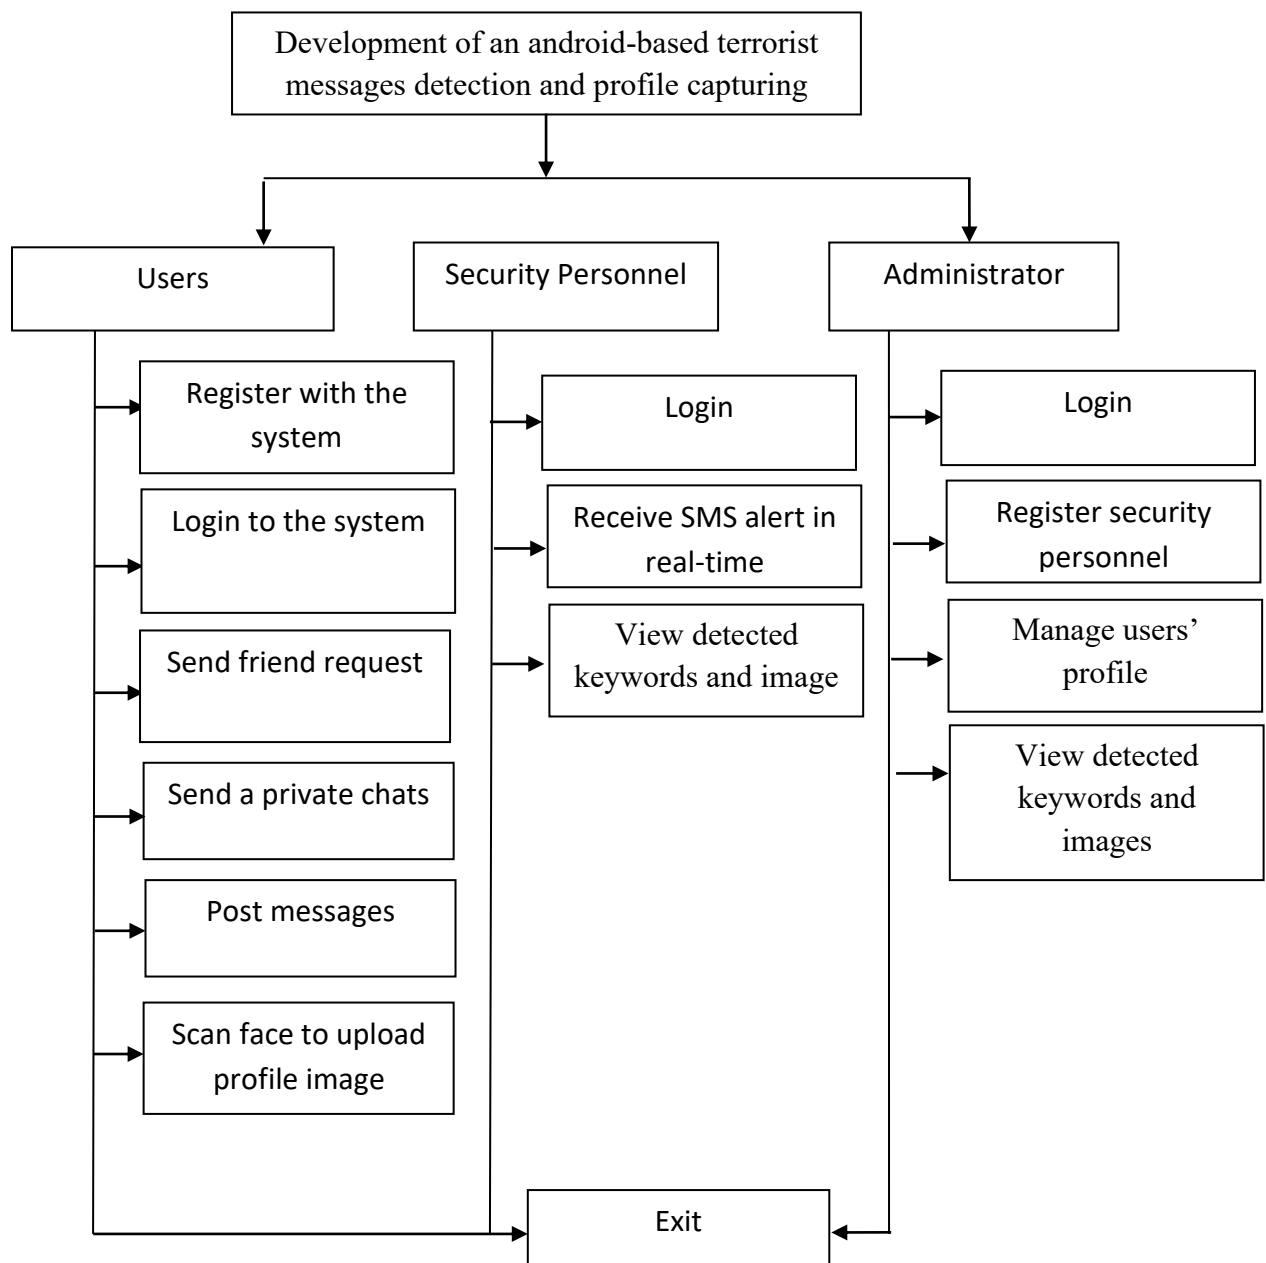 Development of an android-based terrorist
messages detection and profile capturing
Users
Security Personnel
Administrator
Register with the
system
Login to the system
Send friend request
Send a private chats
Post messages
Scan face to upload
profile image
Login
Receive SMS alert in
real-time
View detected
keywords and image
Login
Register security
personnel
Manage users’
profile
View detected
keywords and
images
Exit